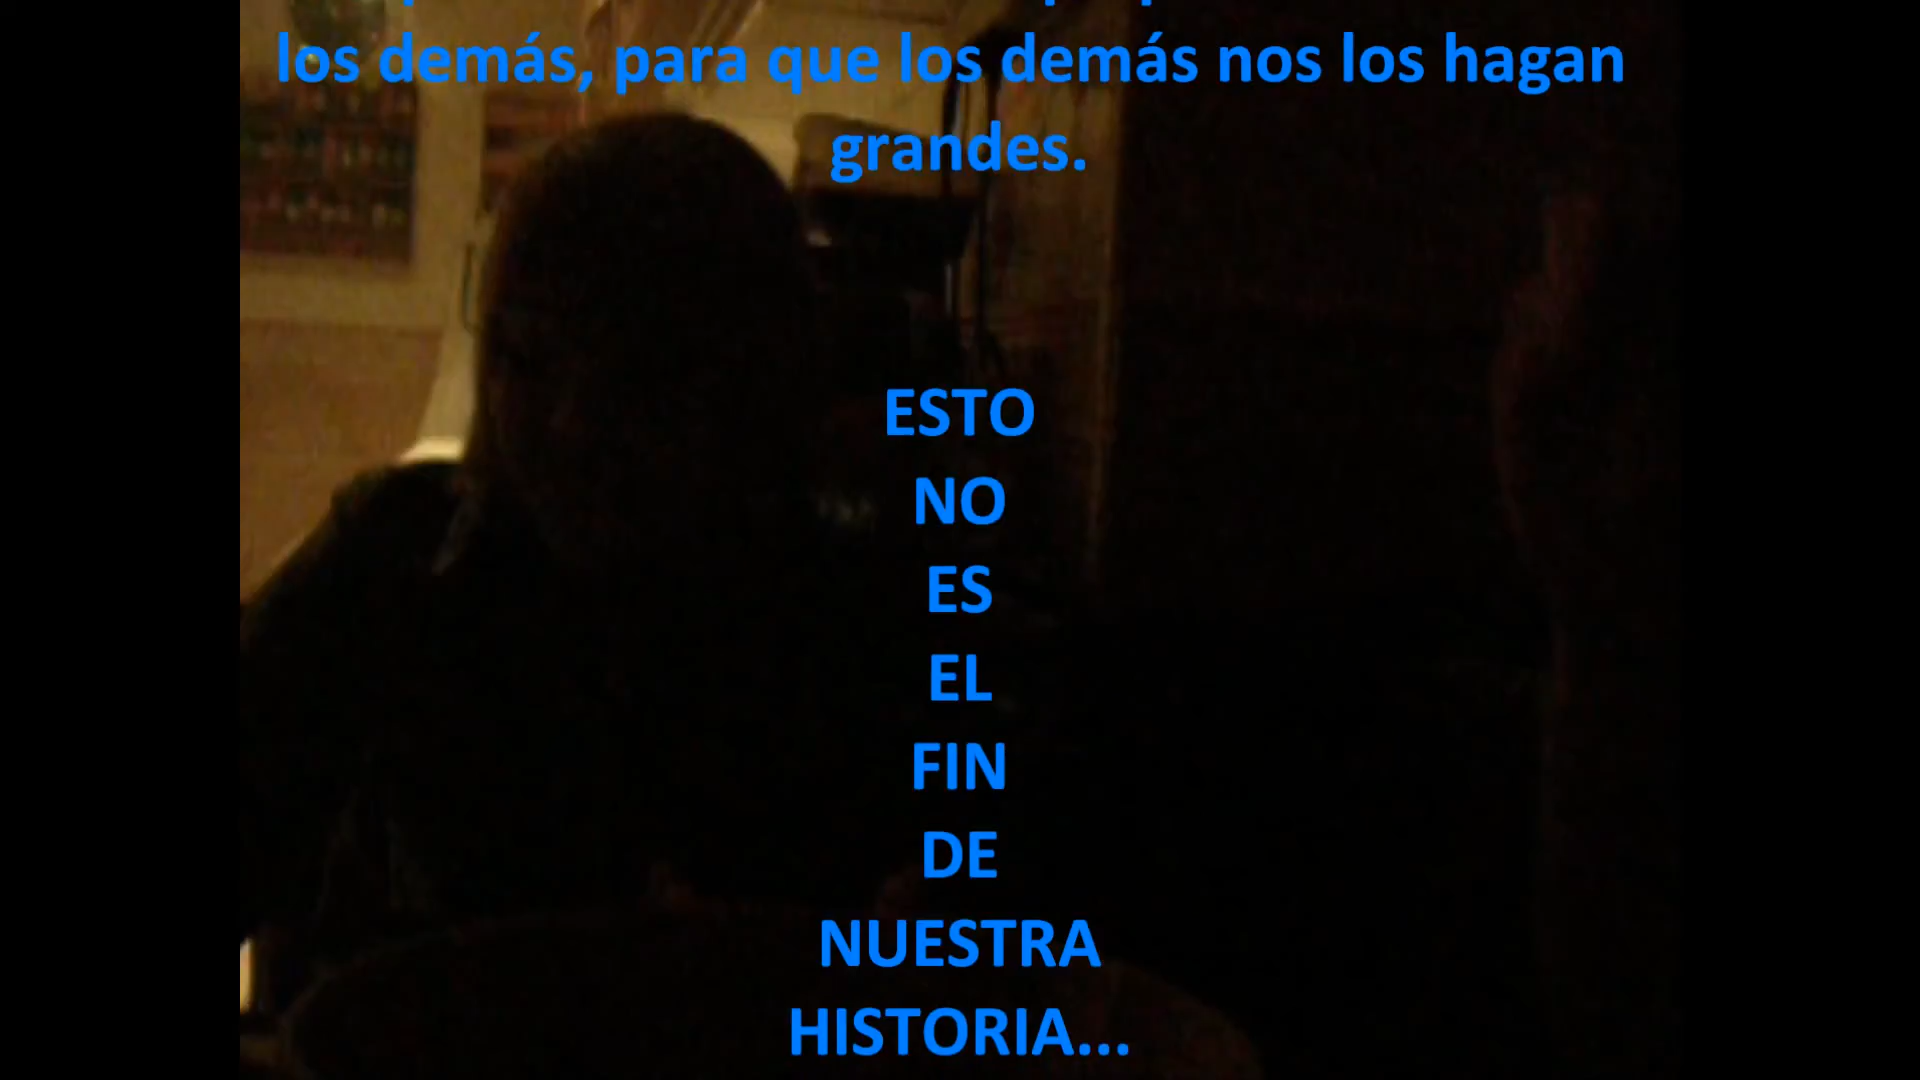 los demás, para que los demás nos los hagan
grandes.
ESTO
NO
ES
EL
FIN
DE
NUESTRA
HISTORIA...